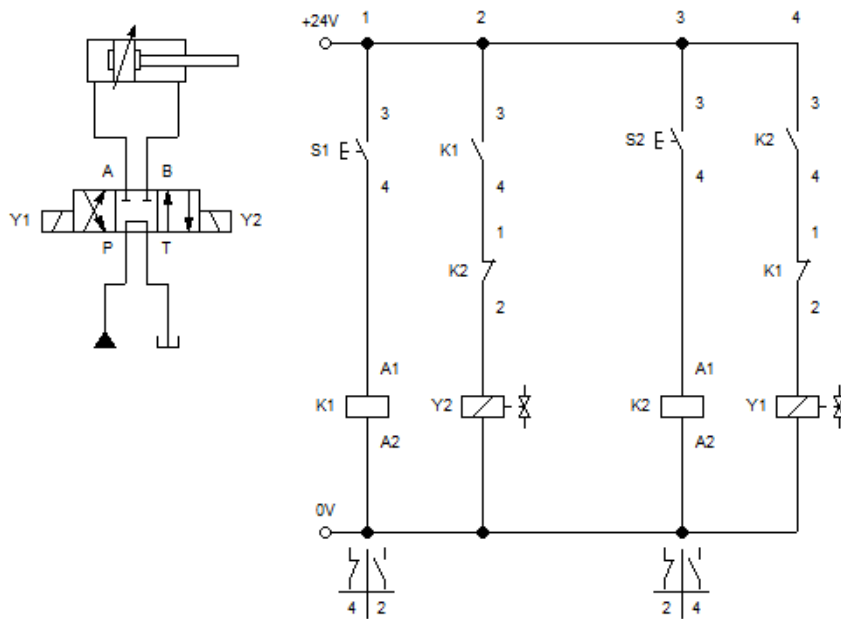 1 2 3 4
+24V
3 3 3 3
S1 K1 S2 K2
4 4 4 4
A B
Y1 Y2
P T
1 1
K2 K1
2 2
A1 A1
K1 Y2 K2 Y1
A2 A2
0V
4 2 2 4